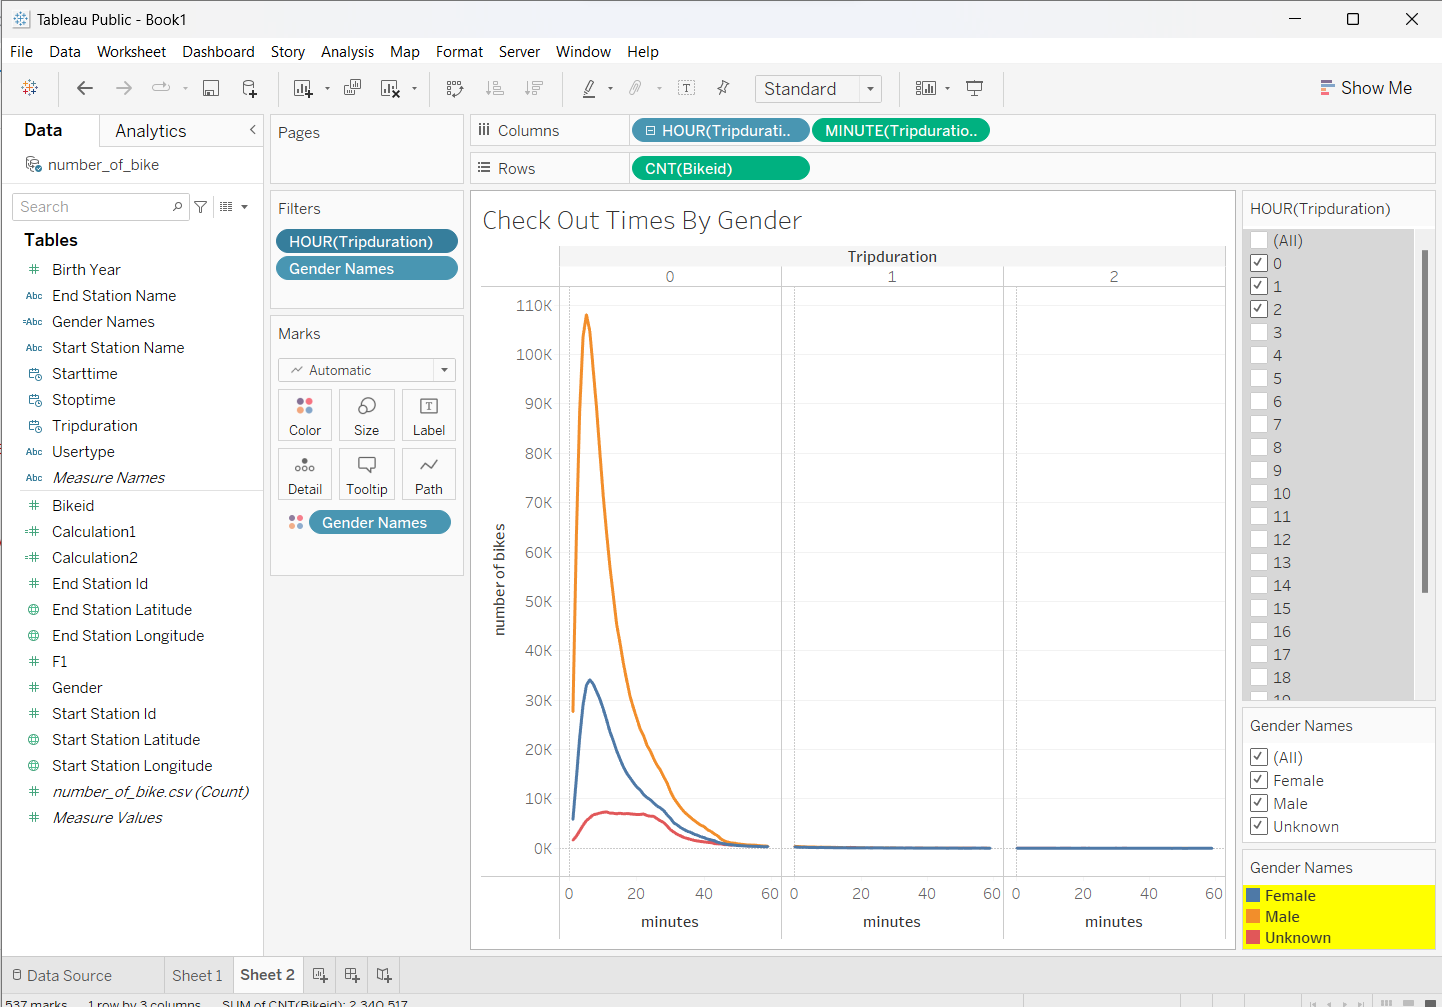 Tableau Public - Book1
File Data Worksheet Dashboard Story Analysis Map Format Server Window Help
Standard
Show Me
Data
Analytics
number_of_bike
Search
Tables
Birth Year
Abc End Station Name
=Abc Gender Names
Abc Start Station Name
Starttime
Stoptime
Tripduration
Abc Usertype
Abc Measure Names
Bikeid
Calculation1
Calculation2
End Station Id
End Station Latitude
End Station Longitude
F1
Gender
Start Station Id
Start Station Latitude
Start Station Longitude
number_of_bike.csv (Count)
Measure Values
Pages
Filters
HOUR(Tripduration)
Gender Names
Marks
Automatic
Color Size Label
Detail Tooltip Path
Gender Names
Columns HOUR(Tripdurati.. MINUTE(Tripduratio..
Rows CNT(Bikeid)
Check Out Times By Gender
Tripduration
0 1 2
110K
100K
90K
80K
70K
60K
50K
40K
30K
20K
10K
0K
number of bikes
0 20 40 60 0 20 40 60 0 20 40 60
minutes minutes minutes
HOUR(Tripduration)
(All)
0
1
2
3
4
5
6
7
8
9
10
11
12
13
14
15
16
17
18
19
Gender Names
(All)
Female
Male
Unknown
Gender Names
Female
Male
Unknown
Data Source Sheet 1 Sheet 2
537 marks 1 row by 3 columns SUM of CNT(Bikeid): 2,340,517